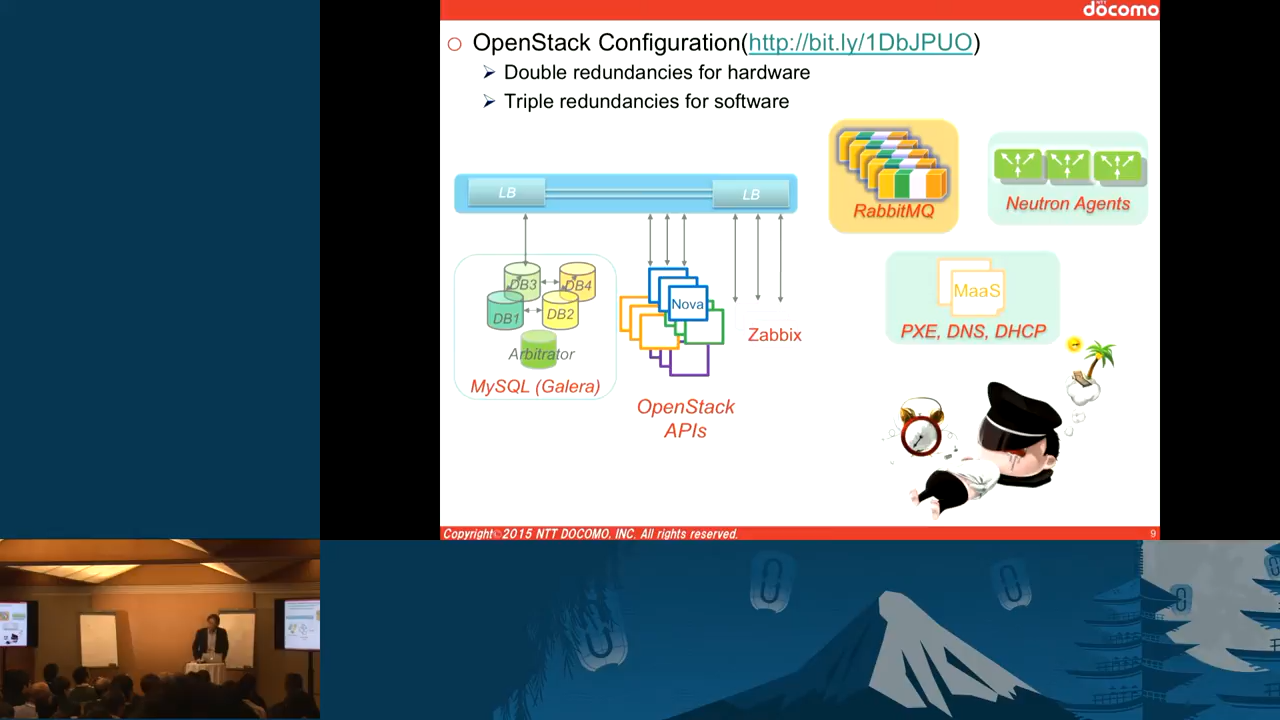 NTT
docomo
OpenStack Configuration(http://bit.ly/1DbJPUO)
Double redundancies for hardware
Triple redundancies for software
LB
LB
RabbitMQ
Neutron Agents
DB3
DB4
DB1
DB2
Arbitrator
MySQL (Galera)
Nova
OpenStack
APIs
Zabbix
MaaS
PXE, DNS, DHCP
Copyright©2015 NTT DOCOMO, INC. All rights reserved.
9